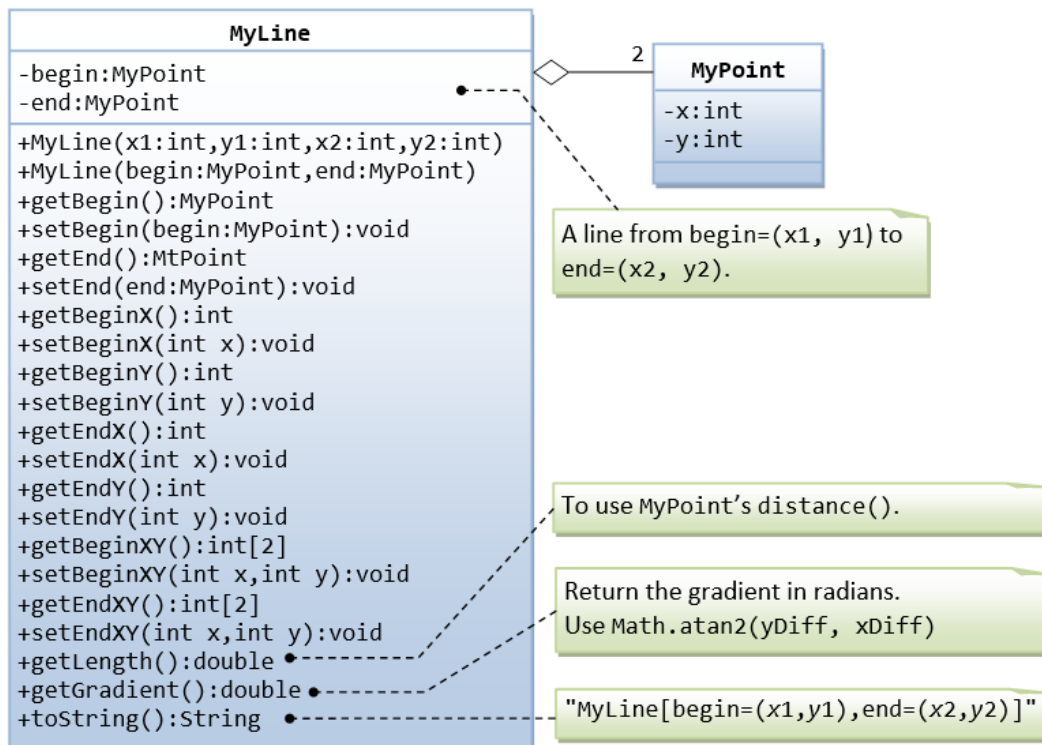 MyLine
-begin:MyPoint
-end:MyPoint
+MyLine(x1:int,y1:int,x2:int,y2:int)
+MyLine(begin:MyPoint,end:MyPoint)
+getBegin():MyPoint
+setBegin(begin:MyPoint):void
+getEnd():MtPoint
+setEnd(end:MyPoint):void
+getBeginX():int
+setBeginX(int x):void
+getBeginY():int
+setBeginY(int y):void
+getEndX():int
+setEndX(int x):void
+getEndY():int
+setEndY(int y):void
+getBeginXY():int[2]
+setBeginXY(int x,int y):void
+getEndXY():int[2]
+setEndXY(int x,int y):void
+getLength():double
+getGradient():double
+toString():String
2
MyPoint
-x:int
-y:int
A line from begin=(x1, y1) to
end=(x2, y2).
To use MyPoint’s distance().
Return the gradient in radians.
Use Math.atan2(yDiff, xDiff)
"MyLine[begin=(x1,y1),end=(x2,y2)]"